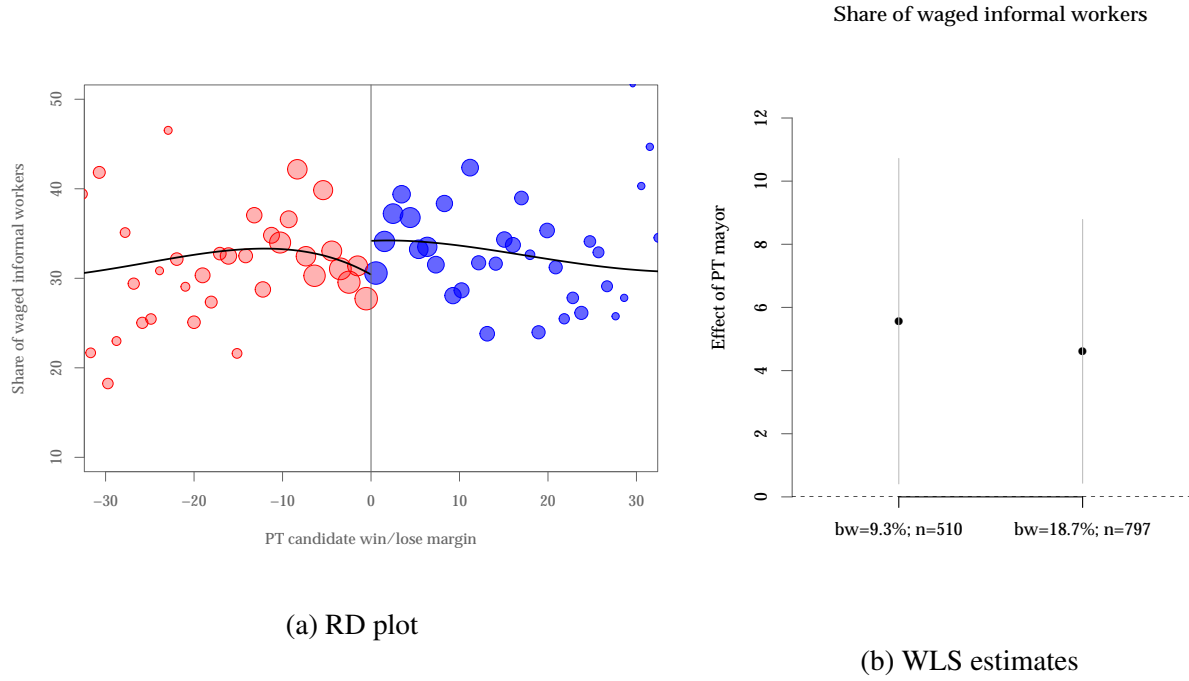 Share of waged informal workers
50
40
30
20
10
Share of waged informal workers
−30
−20
−10
0
10
20
30
PT candidate win/lose margin
(a) RD plot
12
10
8
6
4
2
0
Effect of PT mayor
bw=9.3%; n=510
bw=18.7%; n=797
(b) WLS estimates